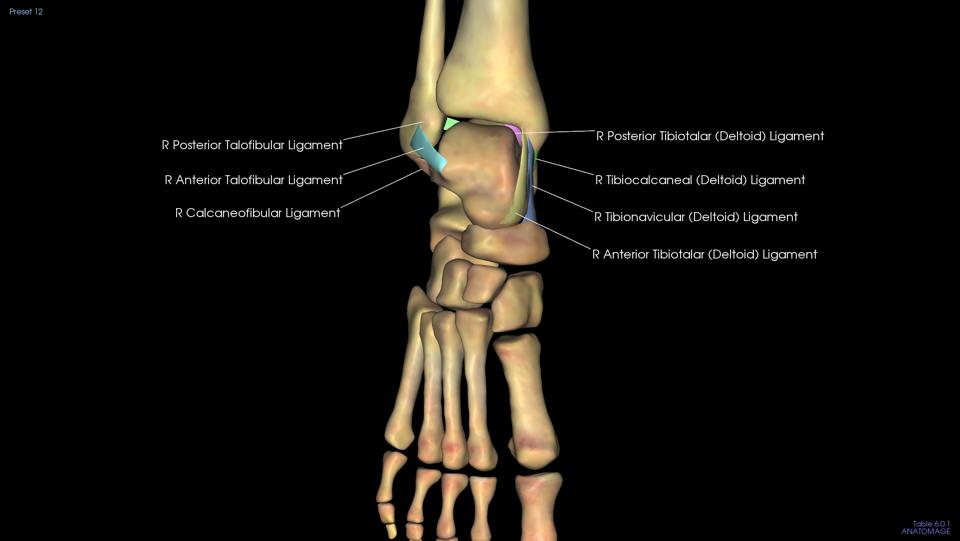 Preset 12
R Posterior Talofibular Ligament
R Anterior Talofibular Ligament
R Calcaneofibular Ligament
R Posterior Tibiotalar (Deltoid) Ligament
R Tibiocalcaneal (Deltoid) Ligament
R Tibionavicular (Deltoid) Ligament
R Anterior Tibiotalar (Deltoid) Ligament
Table 6.0.1
ANATOMAGE